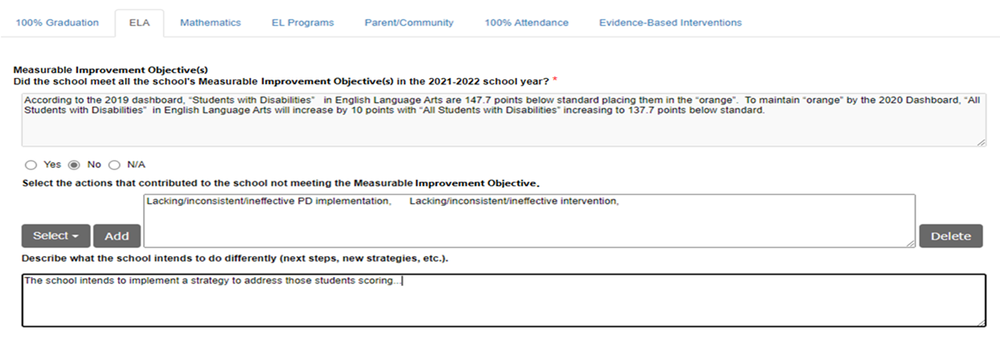 100% Graduation ELA Mathematics EL Programs Parent/Community 100% Attendance Evidence-Based Interventions
Measurable Improvement Objective(s)
Did the school meet all the school's Measurable Improvement Objective(s) in the 2021-2022 school year? *
According to the 2019 dashboard, “Students with Disabilities” in English Language Arts are 147.7 points below standard placing them in the “orange”. To maintain “orange” by the 2020 Dashboard, “All
Students with Disabilities” in English Language Arts will increase by 10 points with “All Students with Disabilities” increasing to 137.7 points below standard.
Yes No N/A
Select the actions that contributed to the school not meeting the Measurable Improvement Objective.
Lacking/inconsistent/ineffective PD implementation, Lacking/inconsistent/ineffective intervention,
Select Add Delete
Describe what the school intends to do differently (next steps, new strategies, etc.).
The school intends to implement a strategy to address those students scoring...